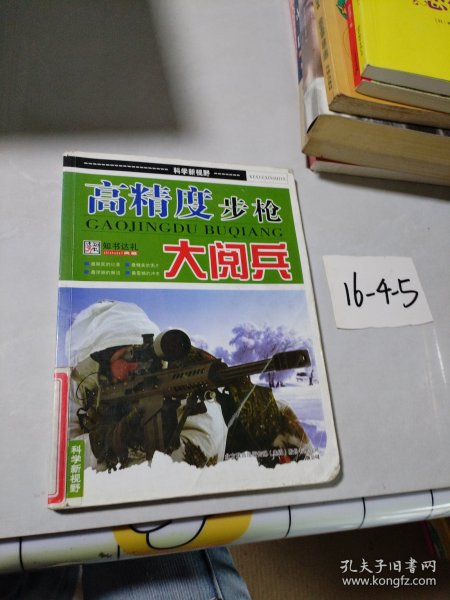 科学新视野
KEXUEXINSHIYE
高精度步枪
GAOJINGDU BUQIANG
知书达礼
大阅兵
16-4-5
科学新视野
孔夫子旧书网
www.kongfz.com